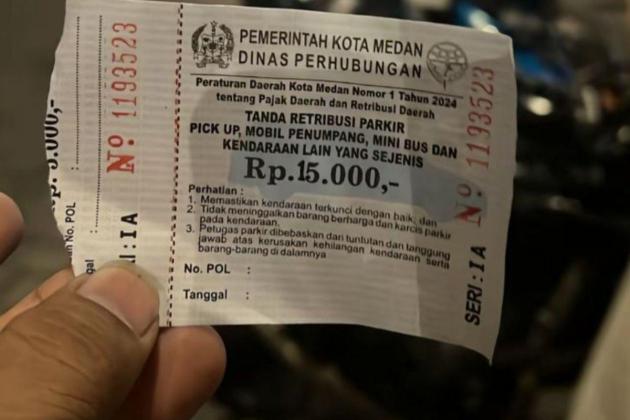 PEMERINTAH KOTA MEDAN
DINAS PERHUBUNGAN
Peraturan Daerah Kota Medan Nomor 1 Tahun 2024
tentang Pajak Daerah dan Retribusi Daerah
TANDA RETRIBUSI PARKIR
PICK UP, MOBIL PENUMPANG, MINI BUS DAN
KENDARAAN LAIN YANG SEJENIS
Rp.15.000,-
Perhatian :
1. Memastikan kendaraan terkunci dengan baik, dan
2. Tidak meninggalkan barang berharga dan karcis parkir
pada kendaraan.
3. Petugas parkir dibebaskan dari tuntutan dan tanggung
jawab atas kerusakan kehilangan kendaraan serta
barang-barang di dalamnya
No. POL :
Tanggal :
No 1193523
SERI : IA
No 1193523
I : IA
5.000,-
No. POL :
gal :